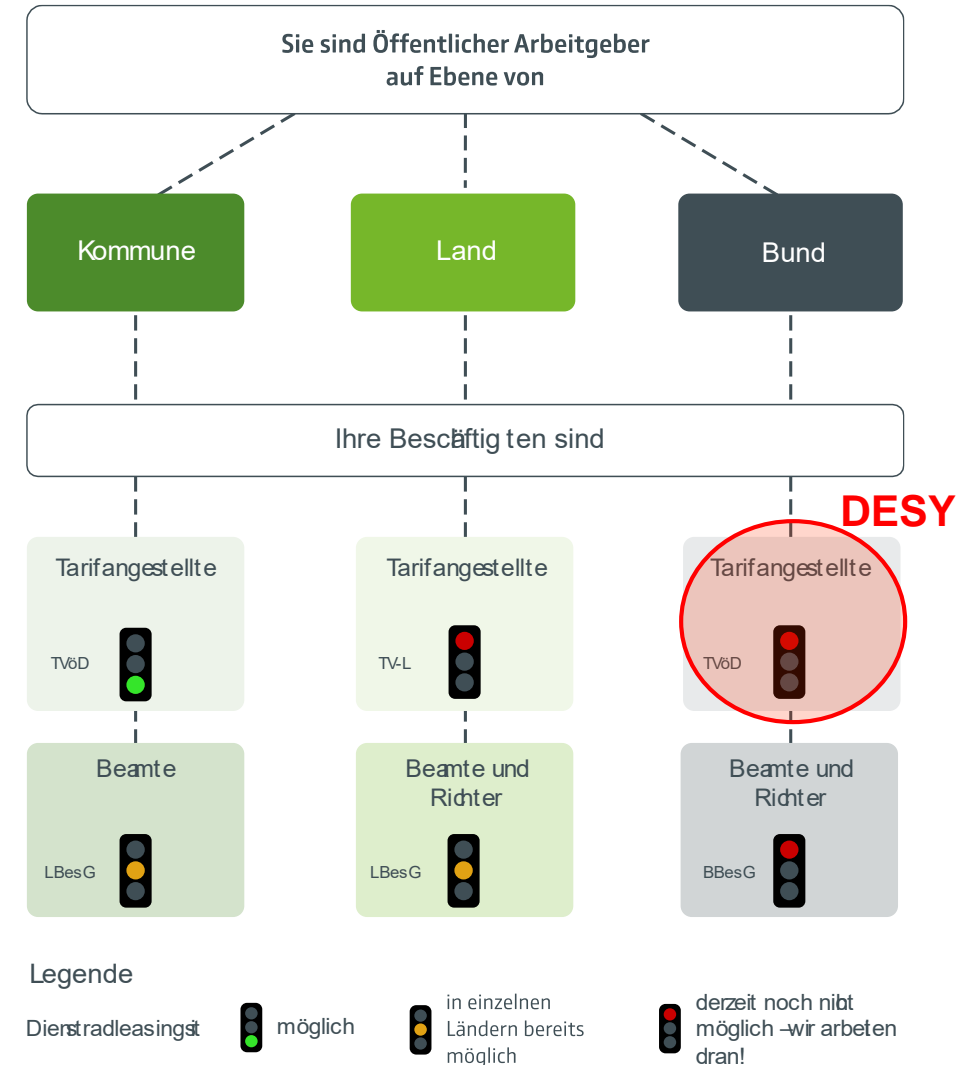 Sie sind Öffentlicher Arbeitgeber
auf Ebene von
Kommune
Land
Bund
Ihre Beschäftigten sind
DESY
Tarifangestellte
Tarifangestellte
Tarifangestellte
TVöD
TV-L
TVöD
Beamte
Beamte und
Richter
Beamte und
Richter
LBesG
LBesG
BBesG
Legende
Dienstradleasing ist
möglich
in einzelnen
Ländern bereits
möglich
derzeit noch nicht
möglich – wir arbeiten
dran!